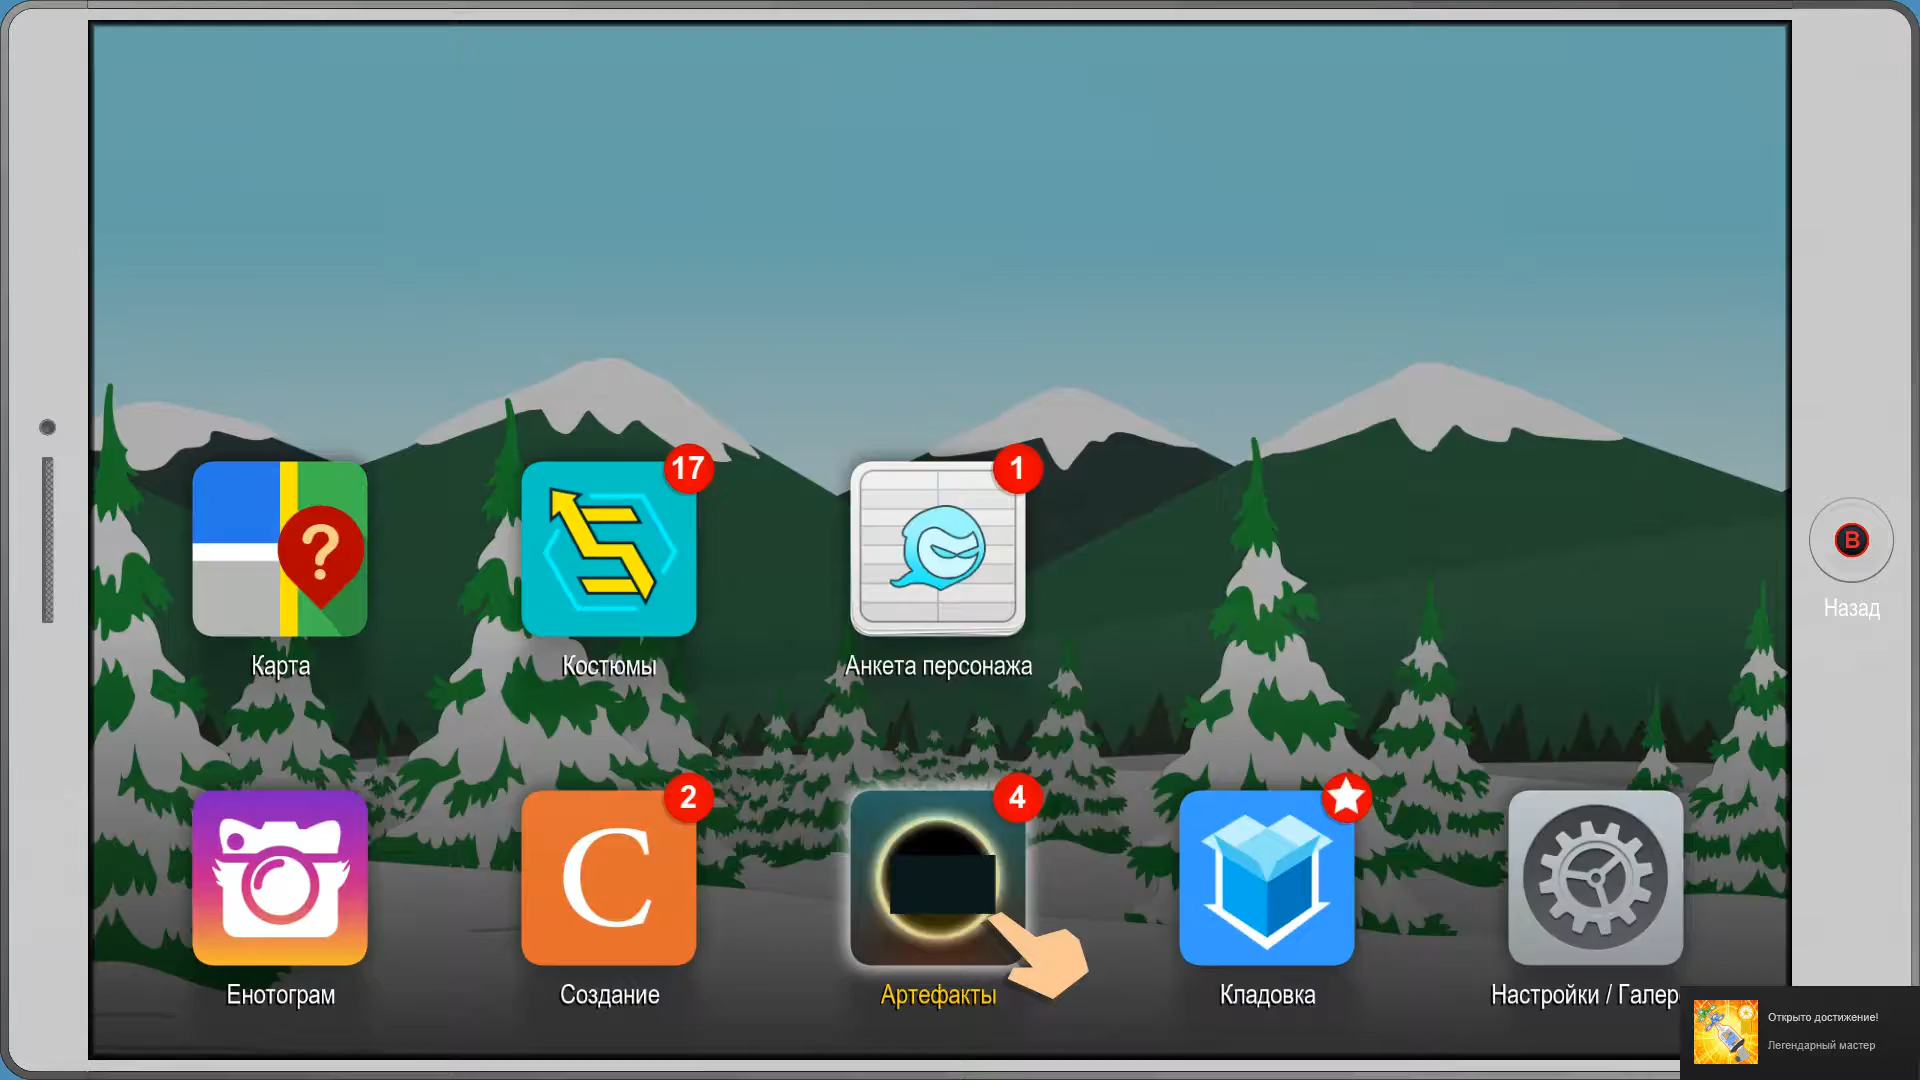 17
1
?
B
Назад
Карта
Костюмы
Анкета персонажа
2
4
C
Енотограм
Создание
Артефакты
Кладовка
Настройки / Галер
Открыто достижение!
Легендарный мастер